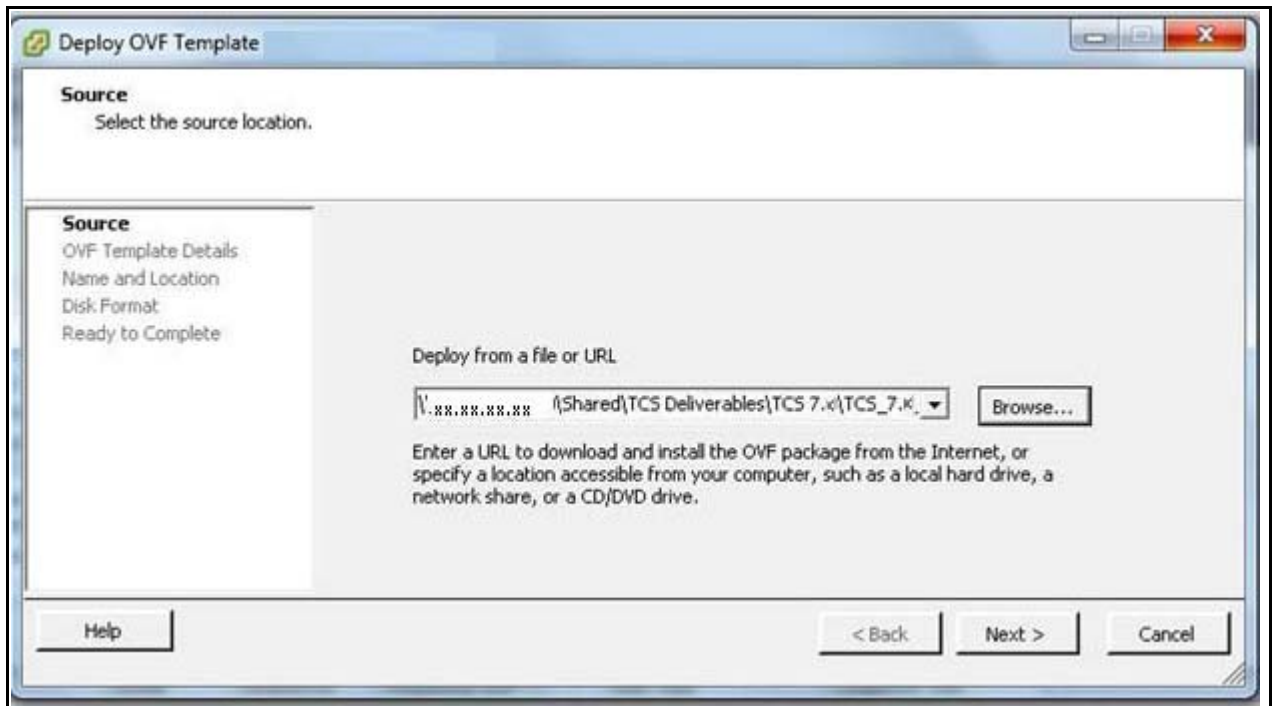 Deploy OVF Template
Source
Select the source location.
Source
OVF Template Details
Name and Location
Disk Format
Ready to Complete
Deploy from a file or URL
\'.xx.xx.xx.xx \Shared\TCS Deliverables\TCS 7.x\TCS_7.K_
Browse...
Enter a URL to download and install the OVF package from the Internet, or
specify a location accessible from your computer, such as a local hard drive, a
network share, or a CD/DVD drive.
Help
< Back
Next >
Cancel